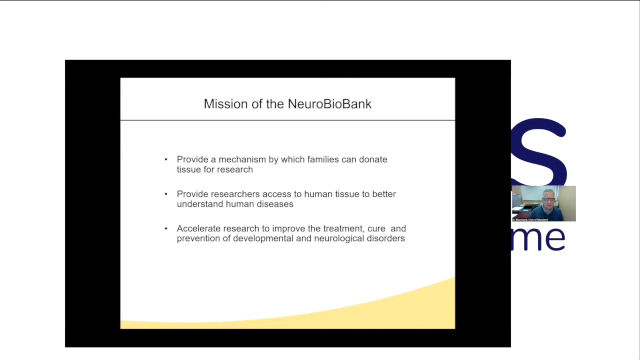 Mission of the NeuroBioBank
• Provide a mechanism by which families can donate
tissue for research
• Provide researchers access to human tissue to better
understand human diseases
• Accelerate research to improve the treatment, cure and
prevention of developmental and neurological disorders
s
me